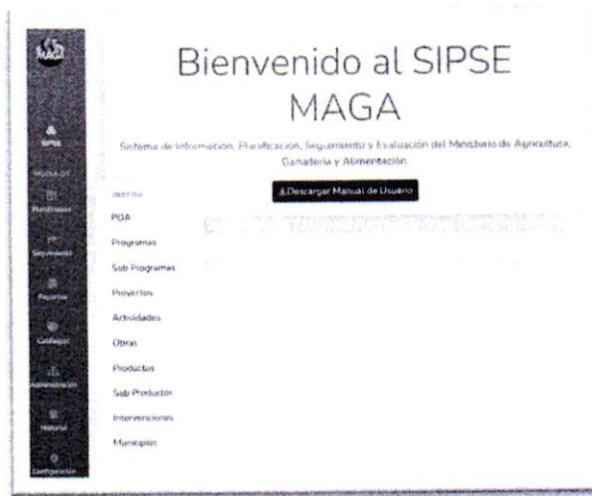 MAGA
SIPSE
MODULOS
Planificacion
Seguimiento
Reportes
Catálogos
Administración
Historial
Configuración
Bienvenido al SIPSE
MAGA
Sistema de Información, Planificación, Seguimiento y Evaluación del Ministerio de Agricultura,
Ganadería y Alimentación.
Descargar Manual de Usuario
POA
Programas
Sub Programas
Proyectos
Actividades
Obras
Productos
Sub Productos
Intervenciones
Municipios